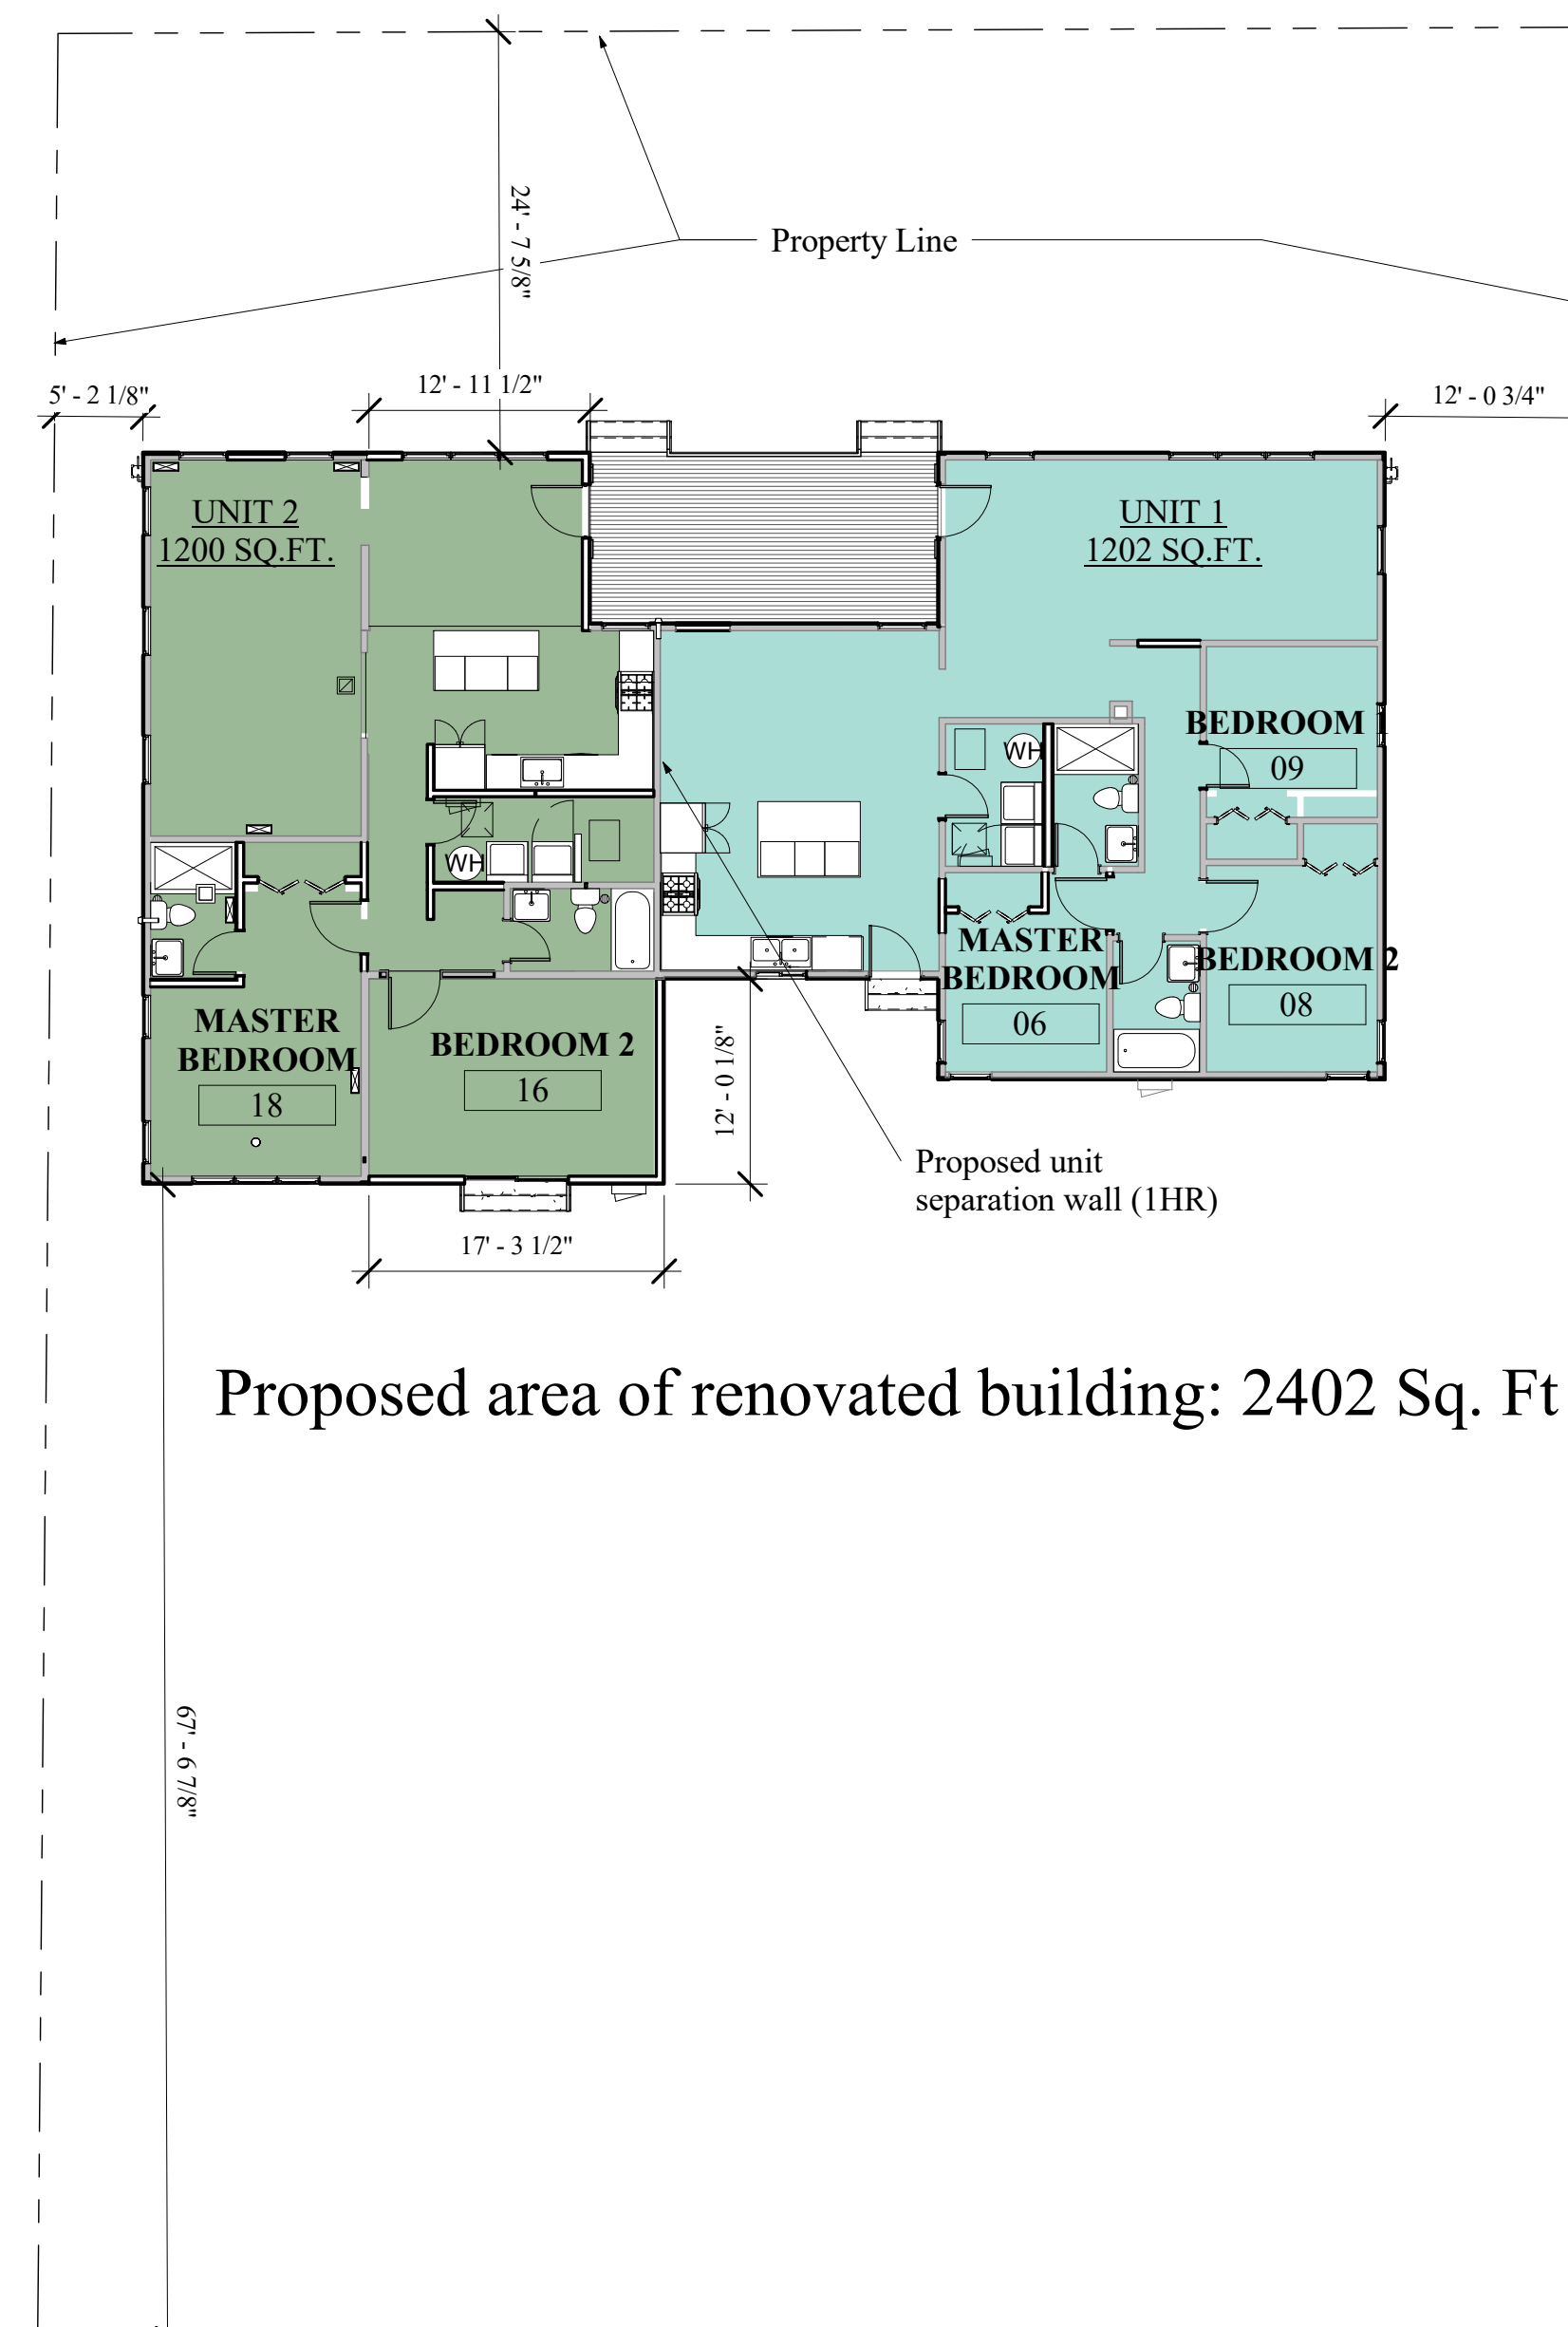 24' - 7 5/8"
Property Line
5' - 2 1/8"
12' - 11 1/2"
12' - 0 3/4"
UNIT 2
1200 SQ.FT.
UNIT 1
1202 SQ.FT.
BEDROOM 1
09
WH
WH
MASTER
BEDROOM
06
BEDROOM 2
08
MASTER
BEDROOM
18
BEDROOM 2
16
12' - 0 1/8"
Proposed unit
separation wall (1HR)
17' - 3 1/2"
Proposed area of renovated building: 2402 Sq. Ft
67' - 6 7/8"